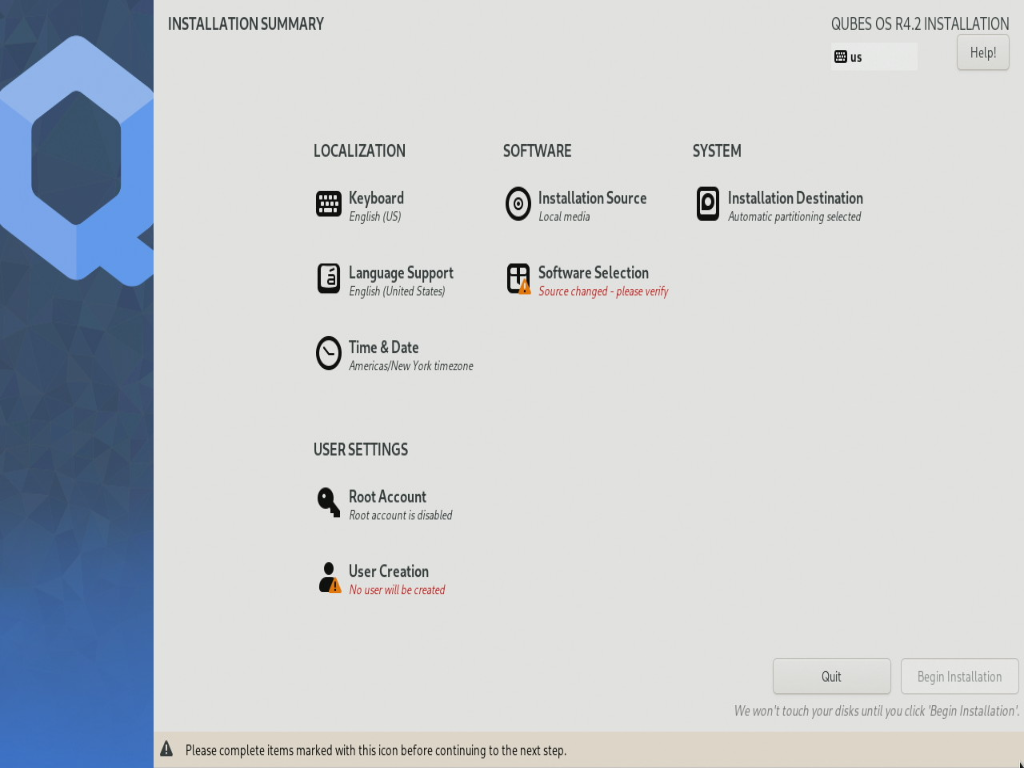 INSTALLATION SUMMARY
QUBES OS R4.2 INSTALLATION
us
Help!
LOCALIZATION
Keyboard
English (US)
Language Support
English (United States)
Time & Date
Americas/New York timezone
SOFTWARE
Installation Source
Local media
Software Selection
Source changed - please verify
SYSTEM
Installation Destination
Automatic partitioning selected
USER SETTINGS
Root Account
Root account is disabled
User Creation
No user will be created
Quit
Begin Installation
We won't touch your disks until you click 'Begin Installation'.
Please complete items marked with this icon before continuing to the next step.